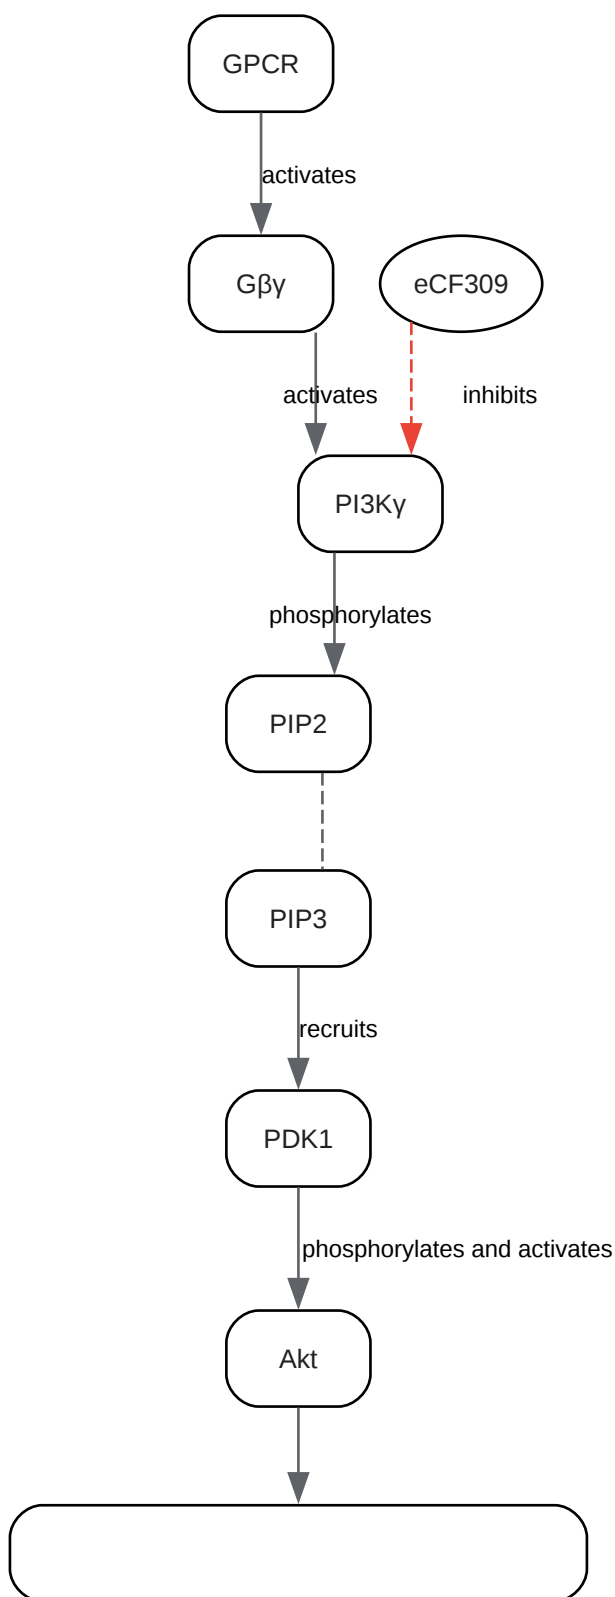 GPCR
activates
Gβγ
eCF309
activates
inhibits
PI3Kγ
phosphorylates
PIP2
PIP3
recruits
PDK1
phosphorylates and activates
Akt